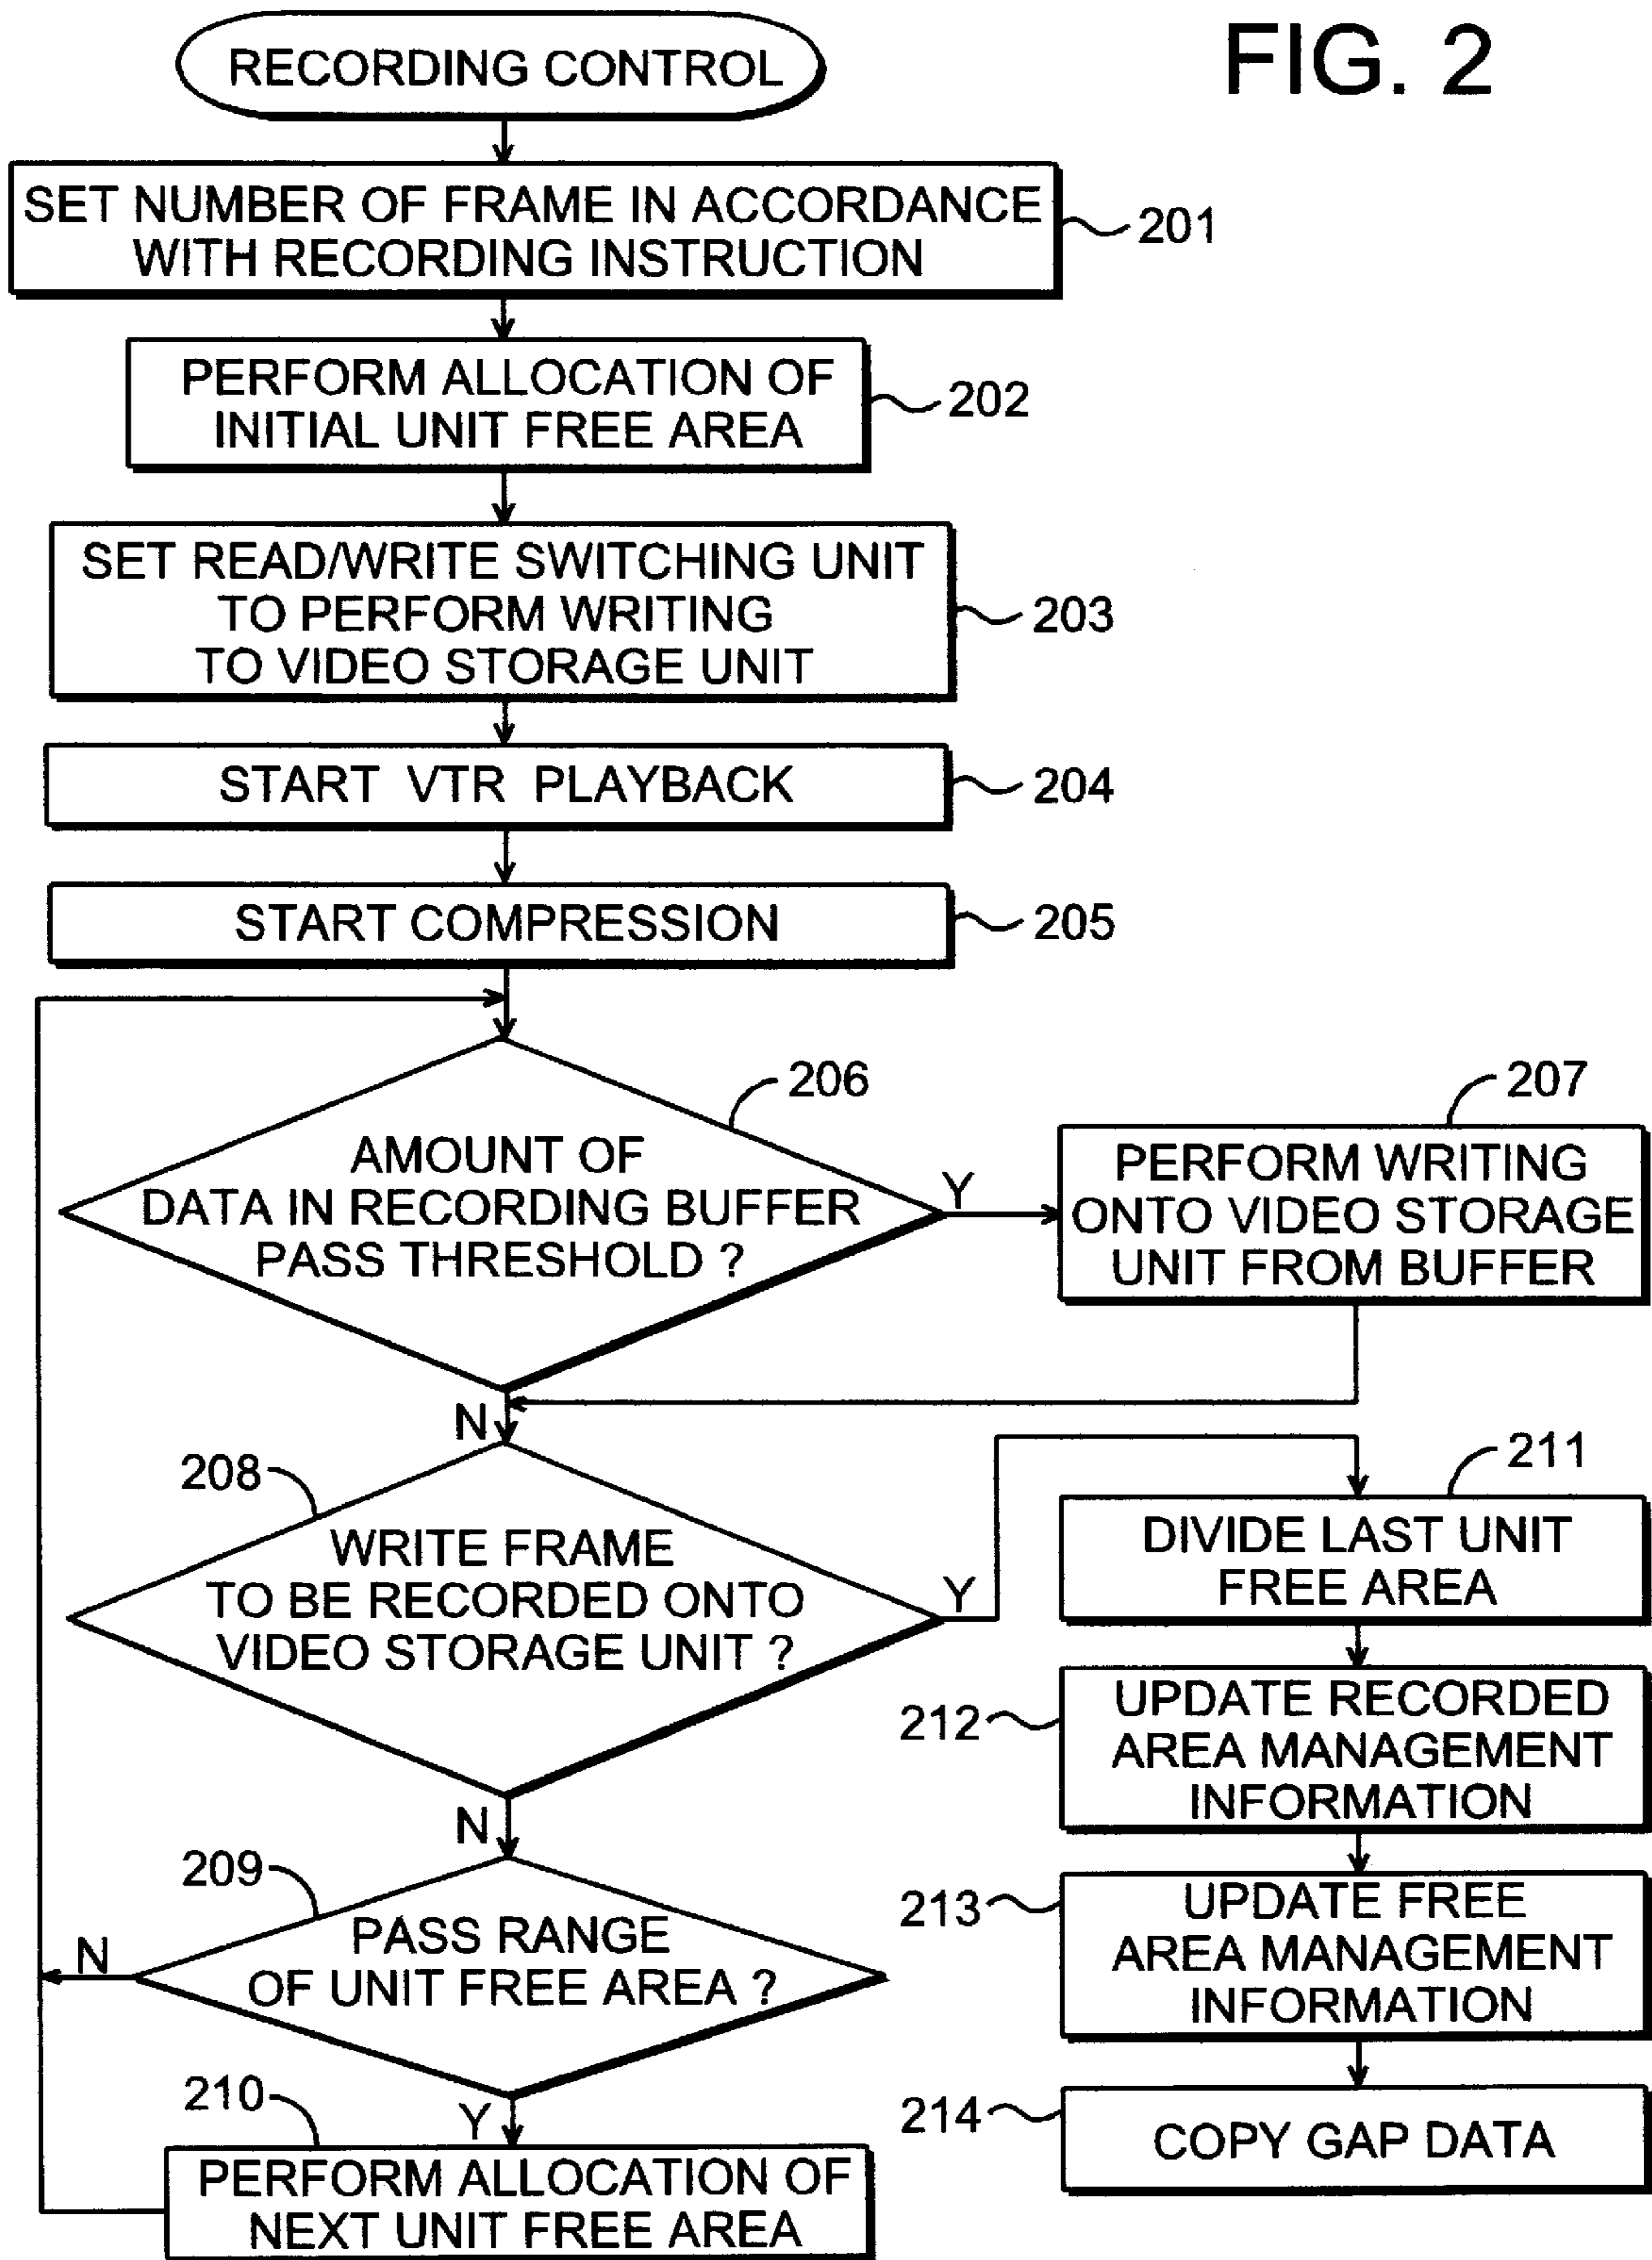 FIG. 2
RECORDING CONTROL
SET NUMBER OF FRAME IN ACCORDANCE
WITH RECORDING INSTRUCTION
201
PERFORM ALLOCATION OF
INITIAL UNIT FREE AREA
202
SET READ/WRITE SWITCHING UNIT
TO PERFORM WRITING
TO VIDEO STORAGE UNIT
203
START VTR PLAYBACK
204
START COMPRESSION
205
206
AMOUNT OF
DATA IN RECORDING BUFFER
PASS THRESHOLD ?
Y
N
207
PERFORM WRITING
ONTO VIDEO STORAGE
UNIT FROM BUFFER
208
WRITE FRAME
TO BE RECORDED ONTO
VIDEO STORAGE UNIT ?
Y
N
209
PASS RANGE
OF UNIT FREE AREA ?
N
Y
210
PERFORM ALLOCATION OF
NEXT UNIT FREE AREA
211
DIVIDE LAST UNIT
FREE AREA
212
UPDATE RECORDED
AREA MANAGEMENT
INFORMATION
213
UPDATE FREE
AREA MANAGEMENT
INFORMATION
214
COPY GAP DATA